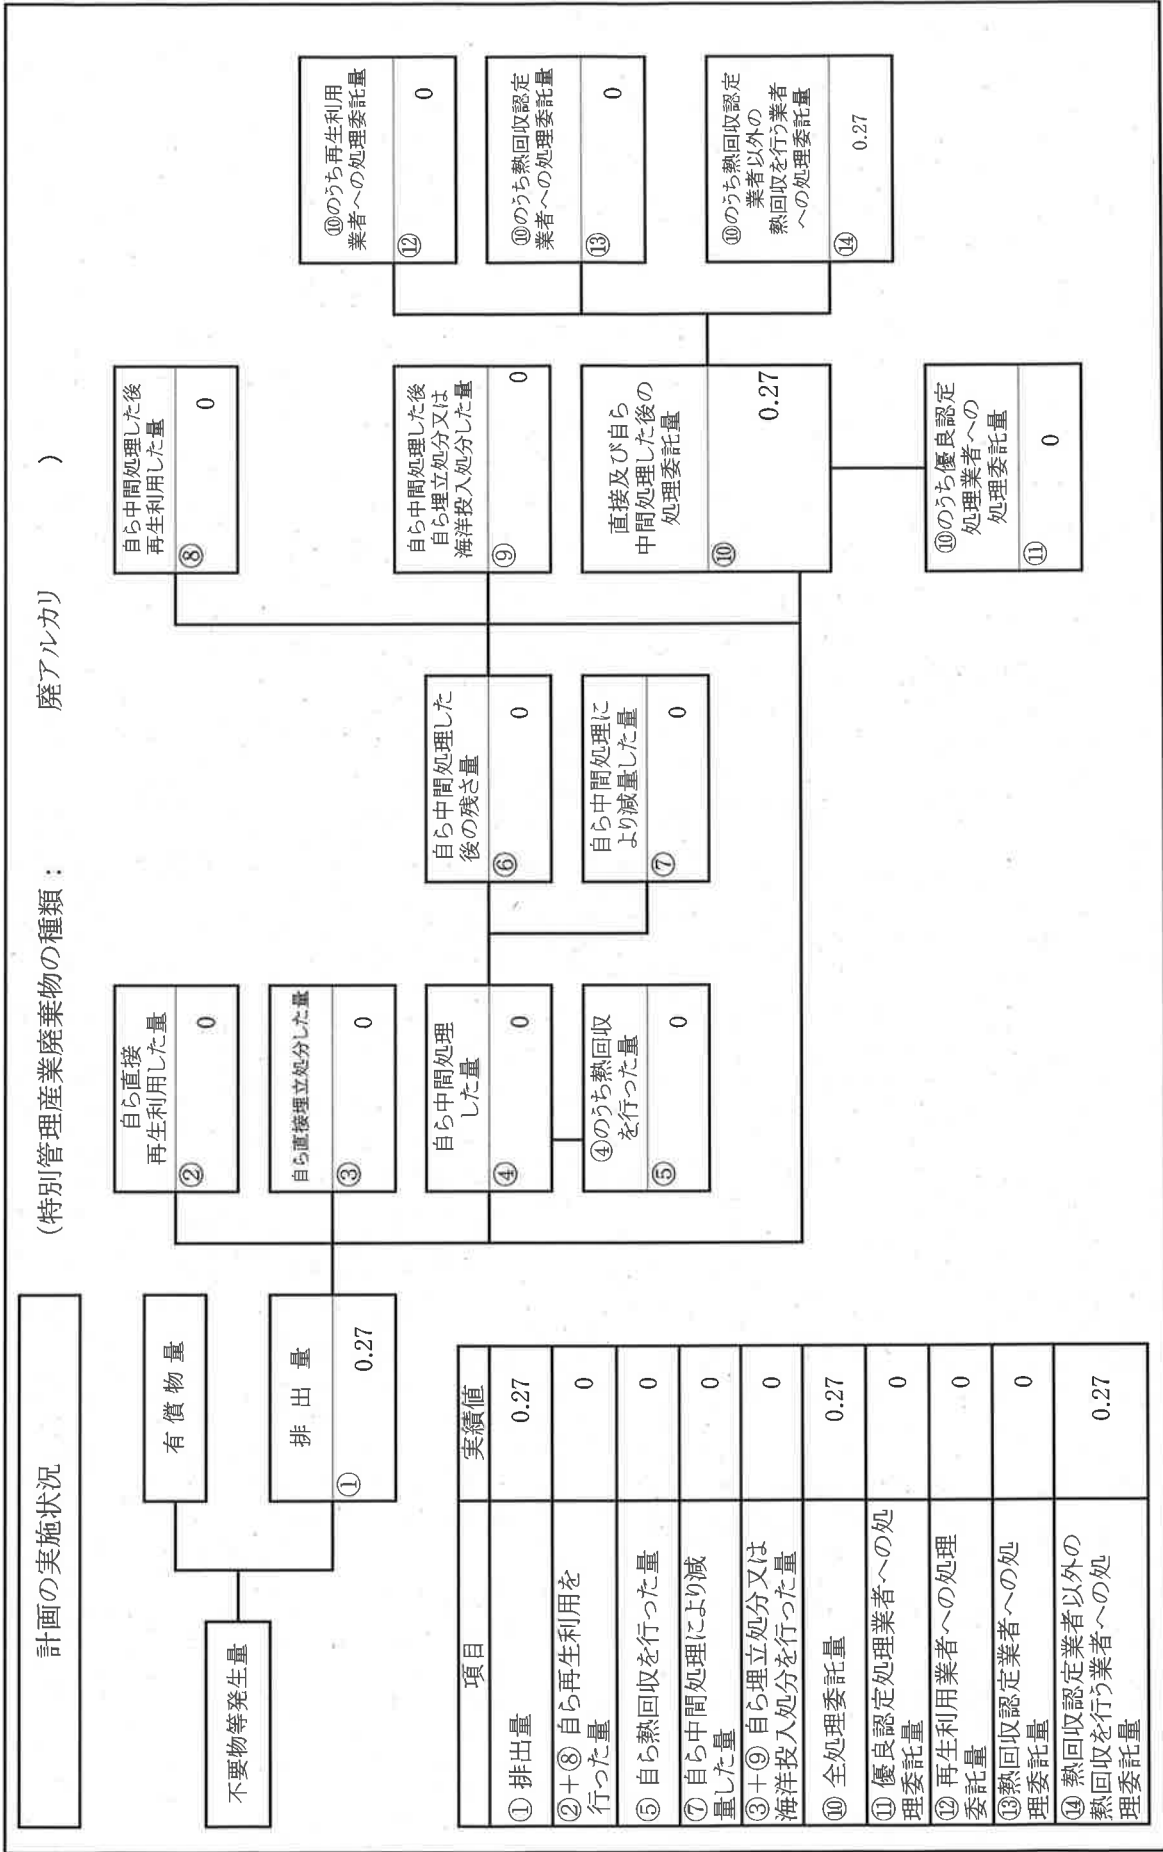 計画の実施状況
(特別管理産業廃棄物の種類： 廃アルカリ )
不要物等発生量
有償物量
排出量
①
0.27
自ら直接
再生利用した量
②
0
自ら直接埋立処分した量
③
0
自ら中間処理
した量
④
0
④のうち熱回収
を行った量
⑤
0
自ら中間処理した
後の残さ量
⑥
0
自ら中間処理に
より減量した量
⑦
0
自ら中間処理した後
再生利用した量
⑧
0
自ら中間処理した後
自ら埋立処分又は
海洋投入処分した量
⑨
0
直接及び自ら
中間処理した後の
処理委託量
⑩
0.27
⑩のうち優良認定
処理業者への
処理委託量
⑪
0
⑩のうち再生利用
業者への処理委託量
⑫
0
⑩のうち熱回収認定
業者への処理委託量
⑬
0
⑩のうち熱回収認定
業者以外の
熱回収を行う業者
への処理委託量
⑭
0.27
項目 実績値
① 排出量 0.27
②＋⑧ 自ら再生利用を
行った量 0
⑤ 自ら熱回収を行った量 0
⑦ 自ら中間処理により減
量した量 0
③＋⑨ 自ら埋立処分又は
海洋投入処分を行った量 0
⑩ 全処理委託量 0.27
⑪ 優良認定処理業者への処
理委託量 0
⑫ 再生利用業者への処理
委託量 0
⑬熱回収認定業者への処
理委託量 0
⑭ 熱回収認定業者以外の
熱回収を行う業者への処
理委託量 0.27